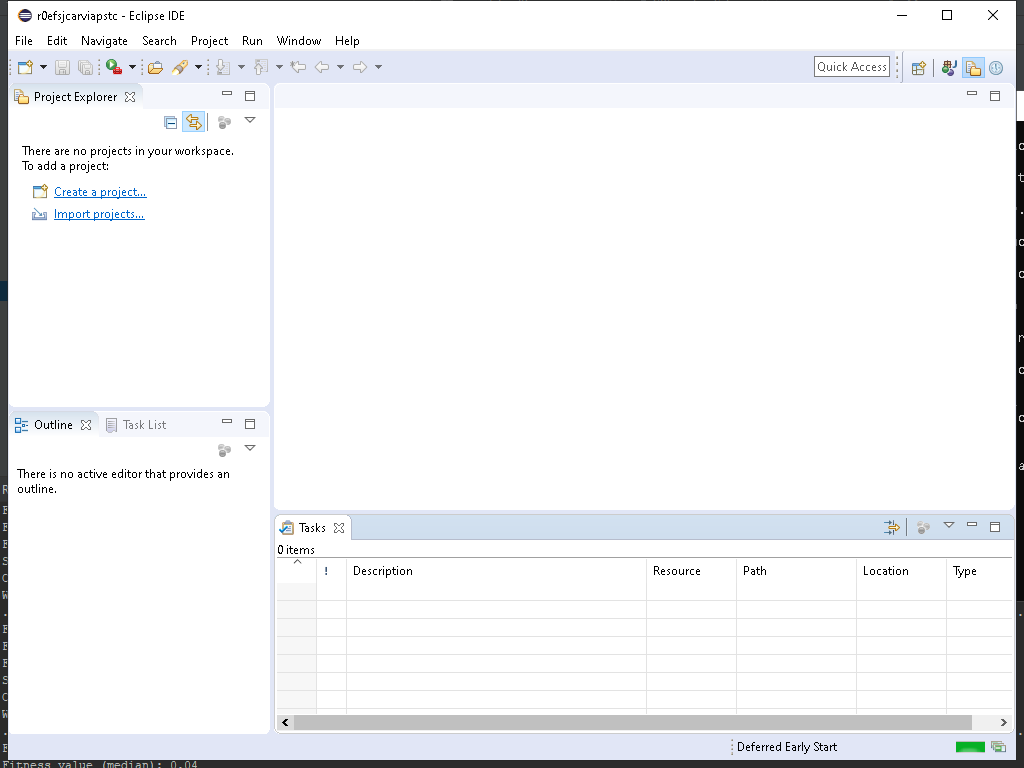 r0efsjcarviapstc - Eclipse IDE
File Edit Navigate Search Project Run Window Help
Quick Access
Project Explorer
There are no projects in your workspace.
To add a project:
Create a project...
Import projects...
Outline Task List
There is no active editor that provides an
outline.
Tasks
0 items
! Description Resource Path Location Type
Deferred Early Start
Fitness value (median): 0.04